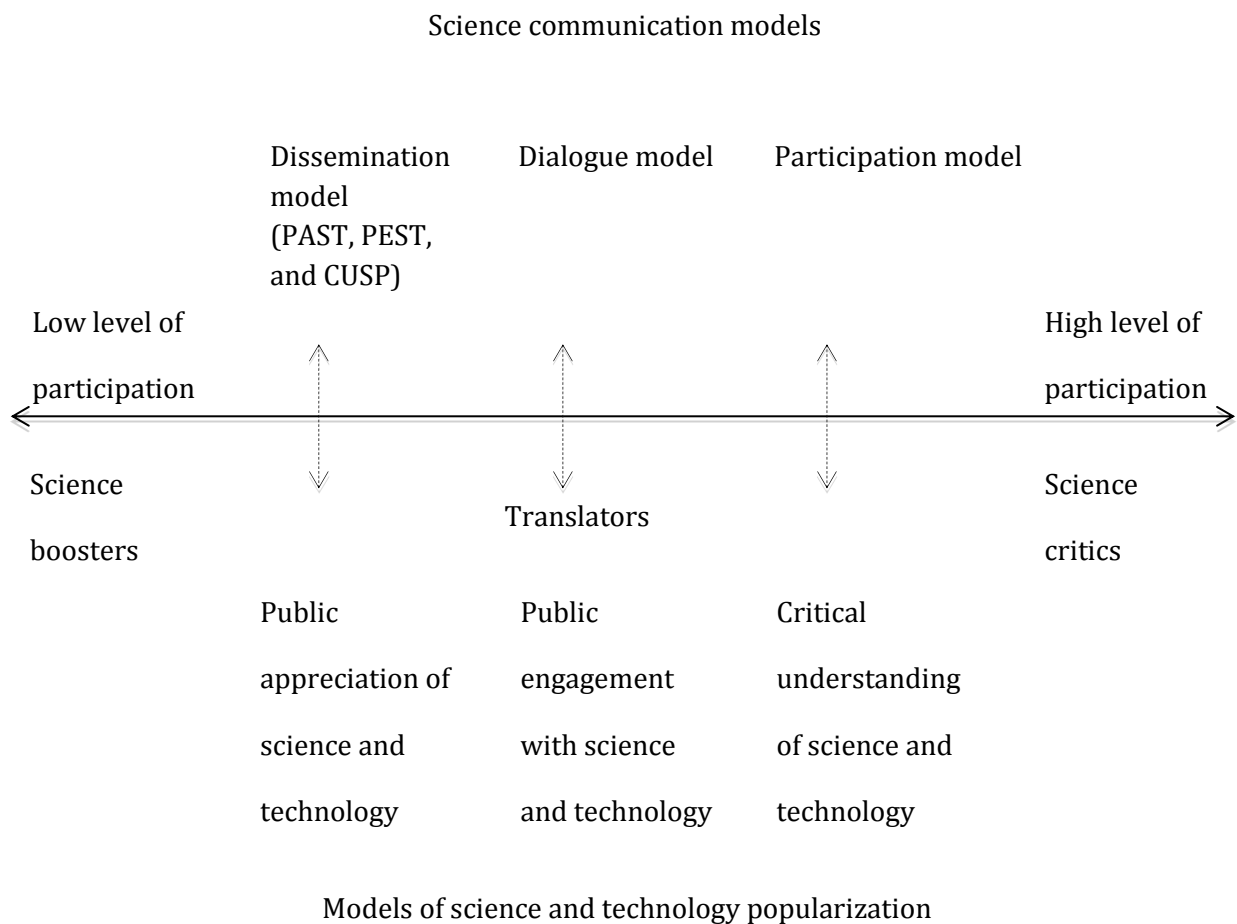 Science communication models
Dissemination
model
(PAST, PEST,
and CUSP)
Dialogue model
Participation model
Low level of
participation
High level of
participation
Science
boosters
Translators
Science
critics
Public
appreciation of
science and
technology
Public
engagement
with science
and technology
Critical
understanding
of science and
technology
Models of science and technology popularization